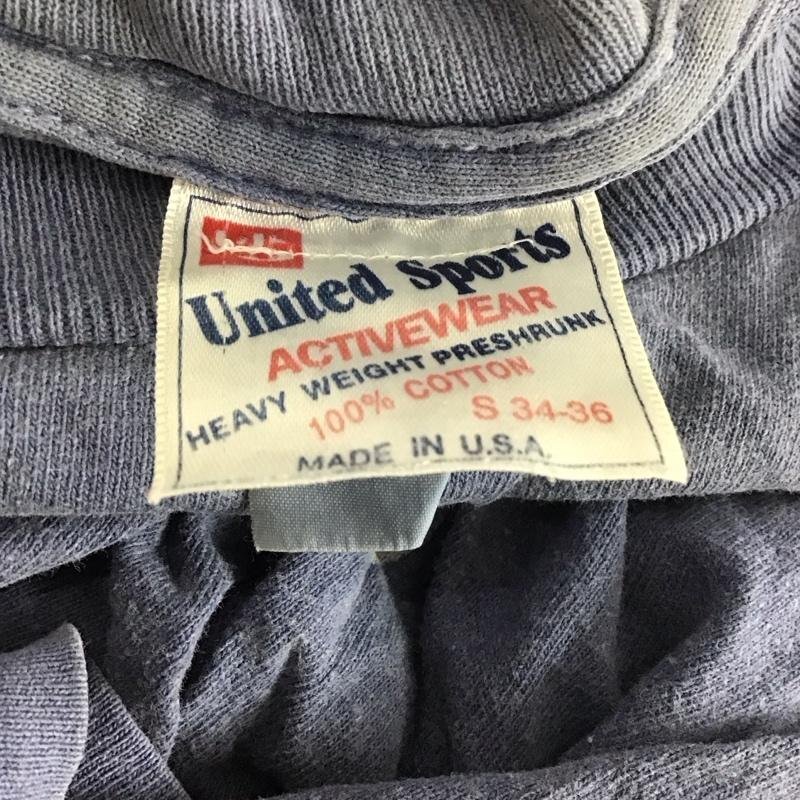 United Sports
ACTIVEWEAR
HEAVY WEIGHT PRESHRUNK
100% COTTON
S 34-36
MADE IN U.S.A.